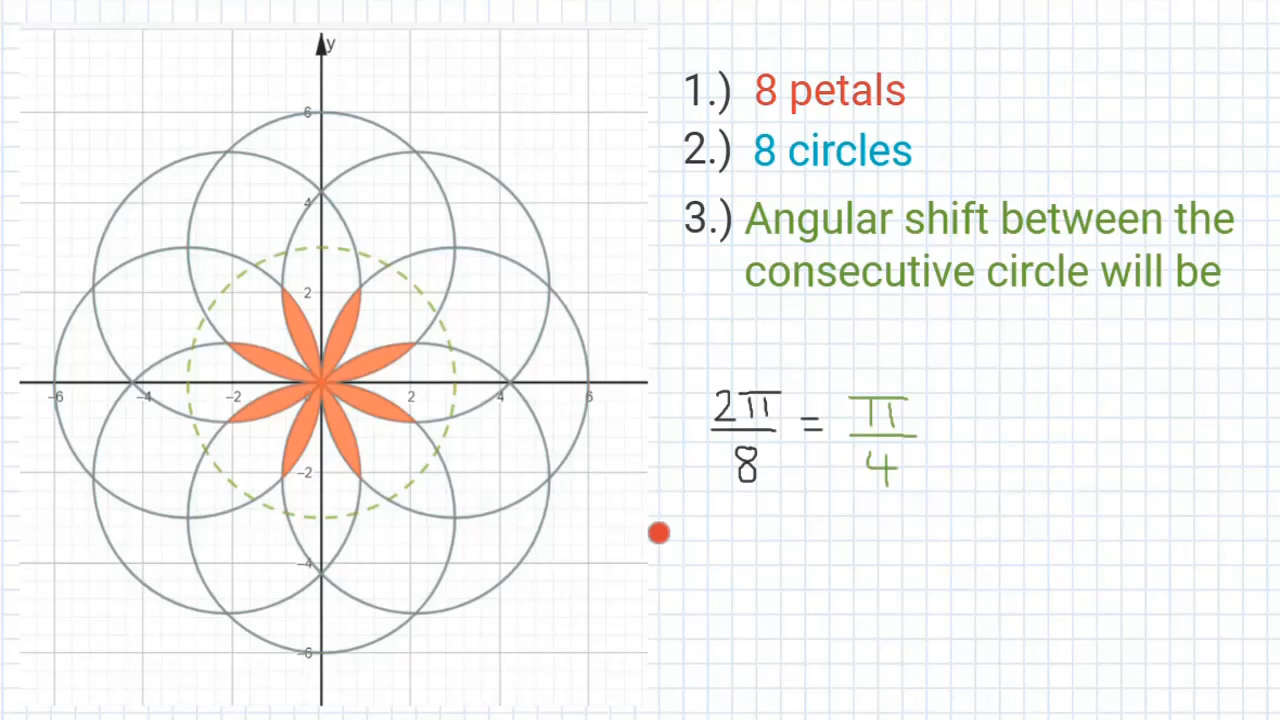 y
6
4
2
−6 −4 −2 0 2 4 6
−2
−4
−6
1.) 8 petals
2.) 8 circles
3.) Angular shift between the
consecutive circle will be
2π/8 = π/4